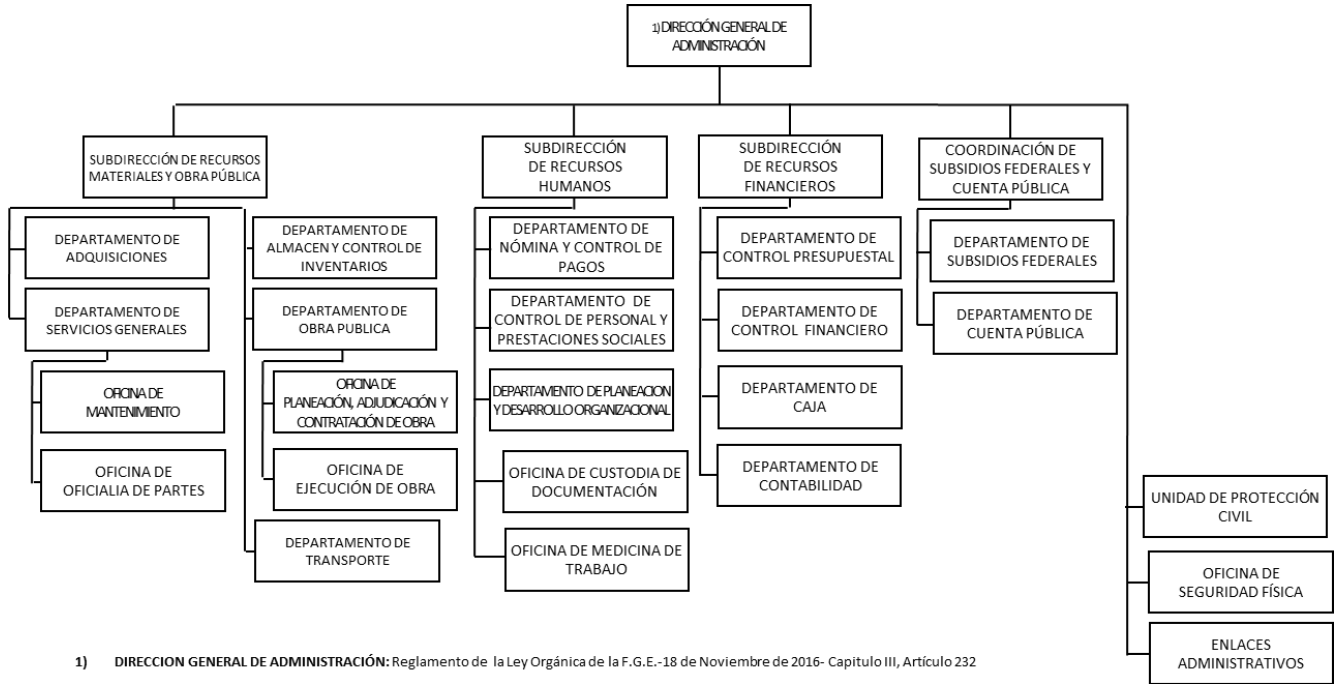 1) DIRECCIÓN GENERAL DE
ADMINISTRACIÓN
SUBDIRECCIÓN DE RECURSOS
MATERIALES Y OBRA PÚBLICA
DEPARTAMENTO DE
ADQUISICIONES
DEPARTAMENTO DE
SERVICIOS GENERALES
OFICINA DE
MANTENIMIENTO
OFICINA DE
OFICIALIA DE PARTES
DEPARTAMENTO DE
ALMACEN Y CONTROL DE
INVENTARIOS
DEPARTAMENTO DE
OBRA PUBLICA
OFICINA DE
PLANEACIÓN, ADJUDICACIÓN Y
CONTRATACIÓN DE OBRA
OFICINA DE
EJECUCIÓN DE OBRA
DEPARTAMENTO DE
TRANSPORTE
SUBDIRECCIÓN
DE RECURSOS
HUMANOS
DEPARTAMENTO DE
NÓMINA Y CONTROL DE
PAGOS
DEPARTAMENTO DE
CONTROL DE PERSONAL Y
PRESTACIONES SOCIALES
DEPARTAMENTO DE PLANEACION
Y DESARROLLO ORGANIZACIONAL
OFICINA DE CUSTODIA DE
DOCUMENTACIÓN
OFICINA DE MEDICINA DE
TRABAJO
SUBDIRECCIÓN
DE RECURSOS
FINANCIEROS
DEPARTAMENTO DE
CONTROL PRESUPUESTAL
DEPARTAMENTO DE
CONTROL FINANCIERO
DEPARTAMENTO DE
CAJA
DEPARTAMENTO DE
CONTABILIDAD
COORDINACIÓN DE
SUBSIDIOS FEDERALES Y
CUENTA PÚBLICA
DEPARTAMENTO DE
SUBSIDIOS FEDERALES
DEPARTAMENTO DE
CUENTA PÚBLICA
UNIDAD DE PROTECCIÓN
CIVIL
OFICINA DE
SEGURIDAD FÍSICA
ENLACES
ADMINISTRATIVOS
1) DIRECCION GENERAL DE ADMINISTRACIÓN: Reglamento de la Ley Orgánica de la F.G.E.-18 de Noviembre de 2016- Capitulo III, Artículo 232